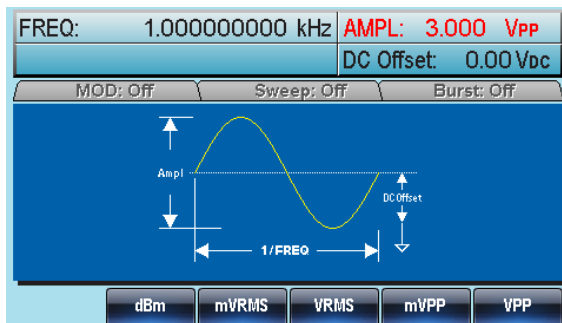 FREQ: 1.000000000 kHz AMPL: 3.000 VPP
DC Offset: 0.00 VDC
MOD: Off Sweep: Off Burst: Off
Ampl
DC Offset
1/FREQ
dBm mVRMS VRMS mVPP VPP